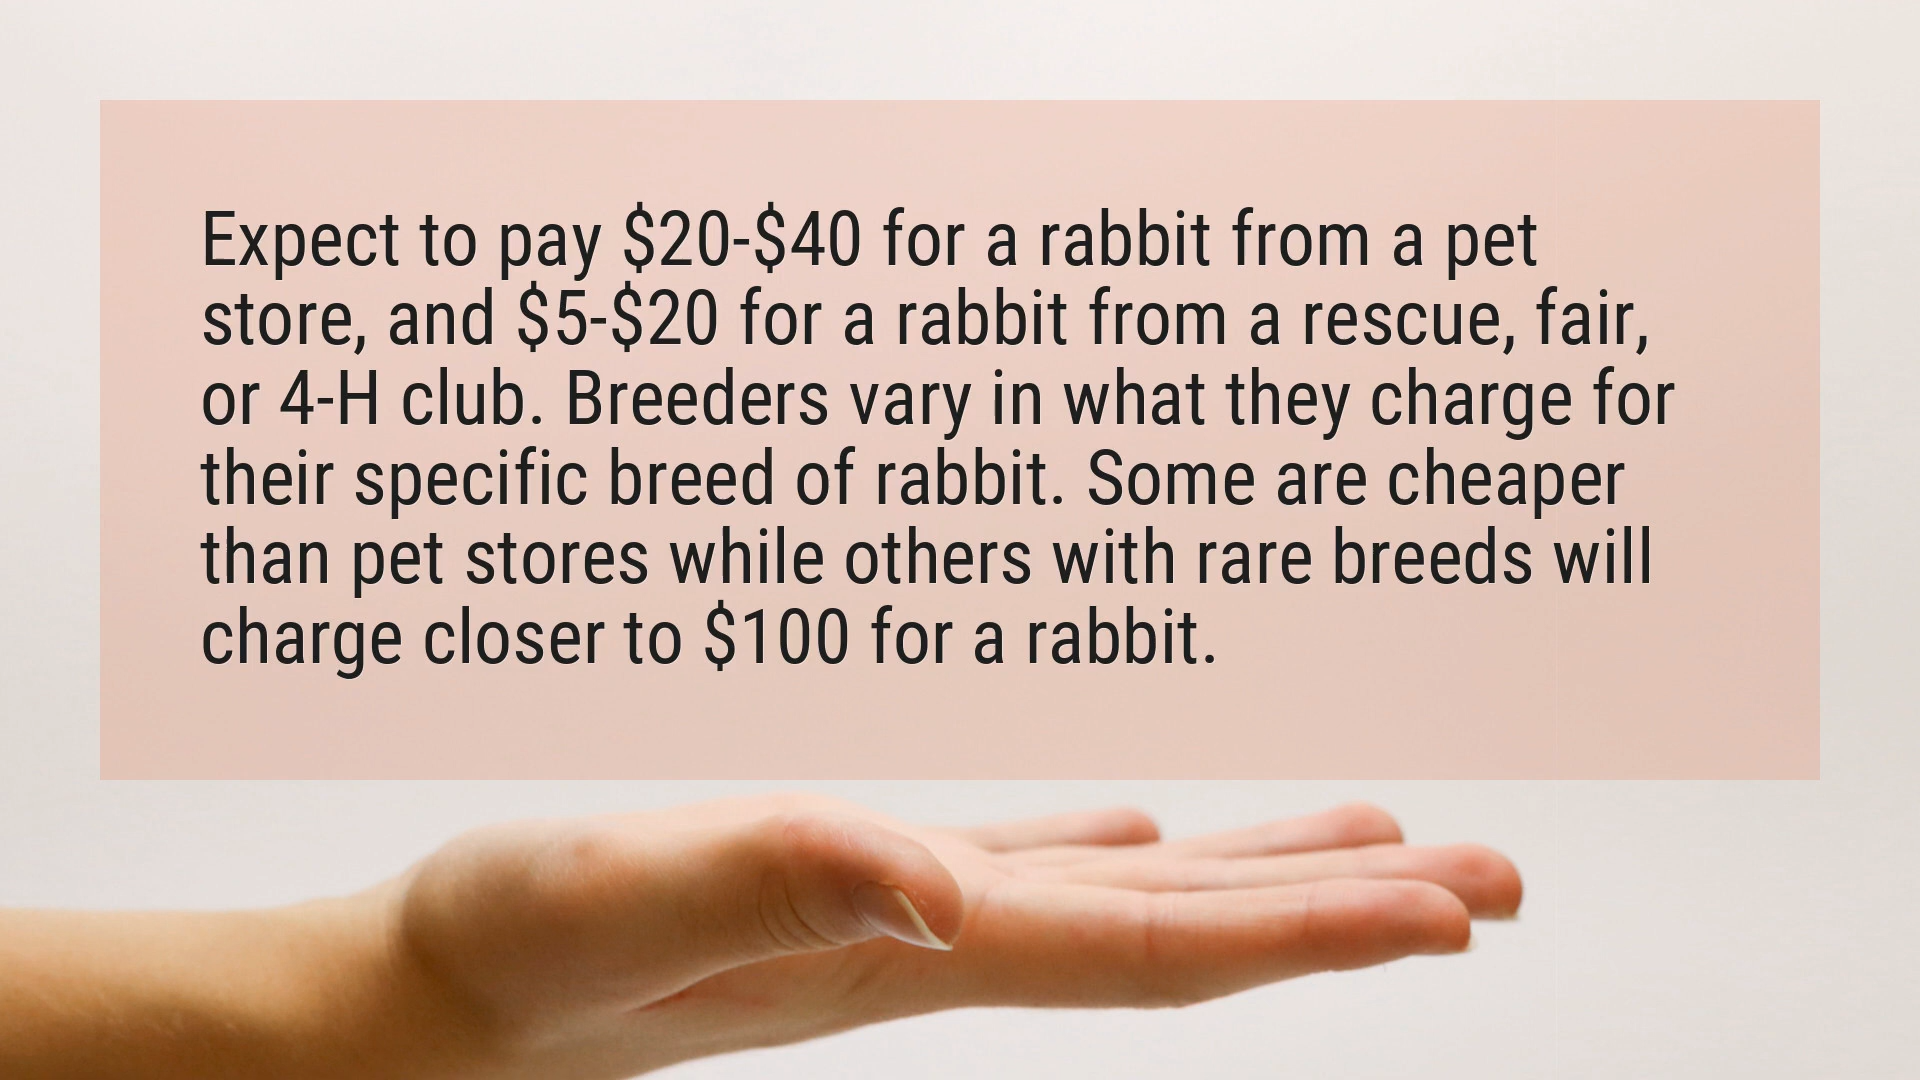 Expect to pay $20-$40 for a rabbit from a pet
store, and $5-$20 for a rabbit from a rescue, fair,
or 4-H club. Breeders vary in what they charge for
their specific breed of rabbit. Some are cheaper
than pet stores while others with rare breeds will
charge closer to $100 for a rabbit.